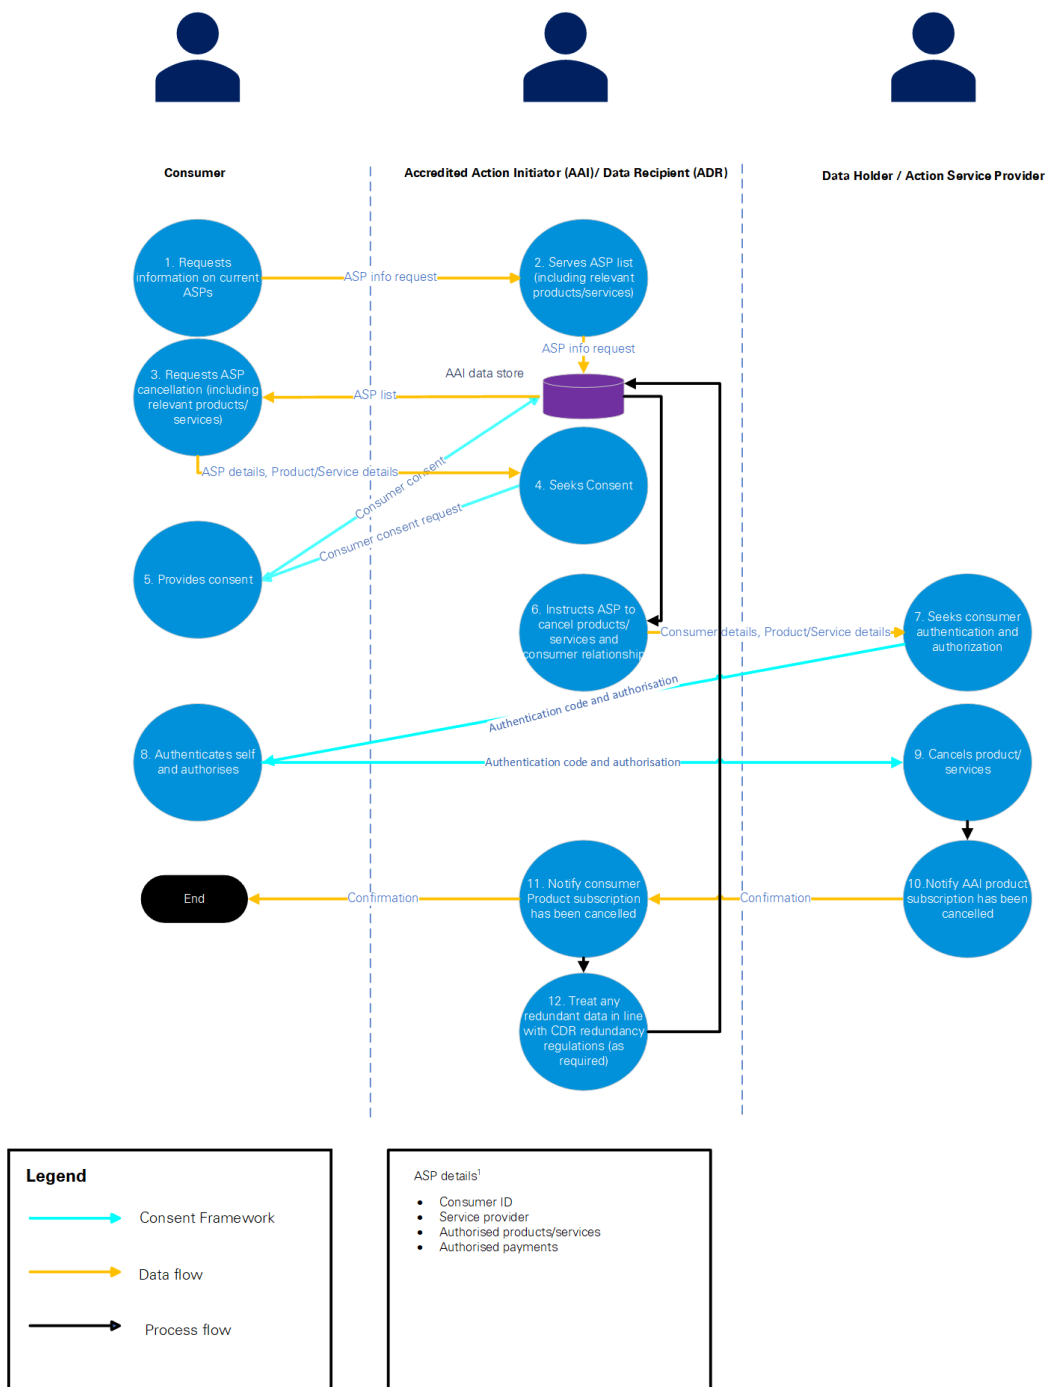 Consumer
Accredited Action Initiator (AAI)/ Data Recipient (ADR)
Data Holder / Action Service Provider
1. Requests
information on current
ASPs
ASP info request
2. Serves ASP list
(including relevant
products/services)
ASP info request
AAI data store
3. Requests ASP
cancellation (including
relevant products/
services)
ASP list
ASP details, Product/Service details
Consumer consent
4. Seeks Consent
Consumer consent request
5. Provides consent
6. Instructs ASP to
cancel products/
services and
consumer relationship
Consumer details, Product/Service details
7. Seeks consumer
authentication and
authorization
Authentication code and authorisation
8. Authenticates self
and authorises
Authentication code and authorisation
9. Cancels product/
services
End
Confirmation
11. Notify consumer
Product subscription
has been cancelled
Confirmation
10.Notify AAI product
subscription has been
cancelled
12. Treat any
redundant data in line
with CDR redundancy
regulations (as
required)
Legend
Consent Framework
Data flow
Process flow
ASP details¹
• Consumer ID
• Service provider
• Authorised products/services
• Authorised payments